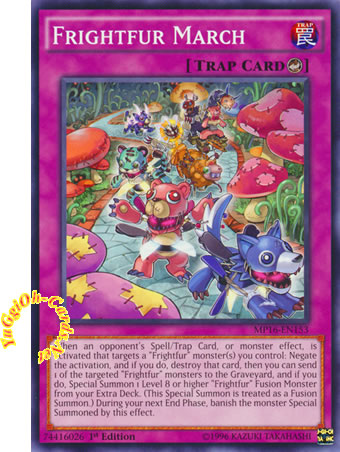 FRIGHTFUR MARCH
TRAP
罠
[TRAP CARD]
MP16-EN153
When an opponent's Spell/Trap Card, or monster effect, is
activated that targets a "Frightfur" monster(s) you control: Negate
the activation, and if you do, destroy that card, then you can send
1 of the targeted "Frightfur" monsters to the Graveyard, and if you
do, Special Summon 1 Level 8 or higher "Frightfur" Fusion Monster
from your Extra Deck. (This Special Summon is treated as a Fusion
Summon.) During your next End Phase, banish the monster Special
Summoned by this effect.
74416026
1st Edition
©1996 KAZUKI TAKAHASHI